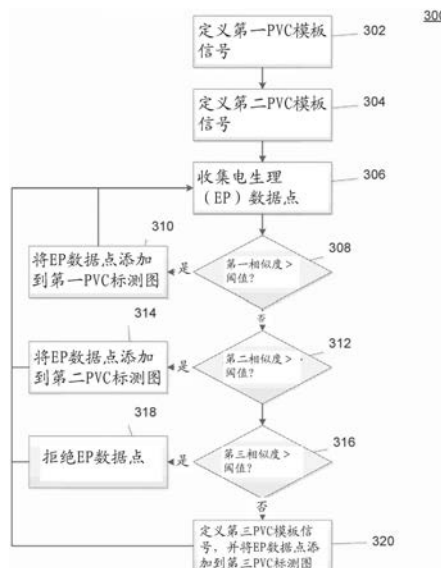 300
定义第一PVC模板
信号
302
定义第二PVC模板
信号
304
收集电生理
（EP）数据点
306
310
将EP数据点添加
到第一PVC标测图
是
308
第一相似度>
阈值？
否
314
将EP数据点添加
到第二PVC标测图
是
312
第二相似度>
阈值？
318
拒绝EP数据点
是
316
第三相似度>
阈值？
否
定义第三PVC模板信
号，并将EP数据点添
加到第三PVC标测图
320